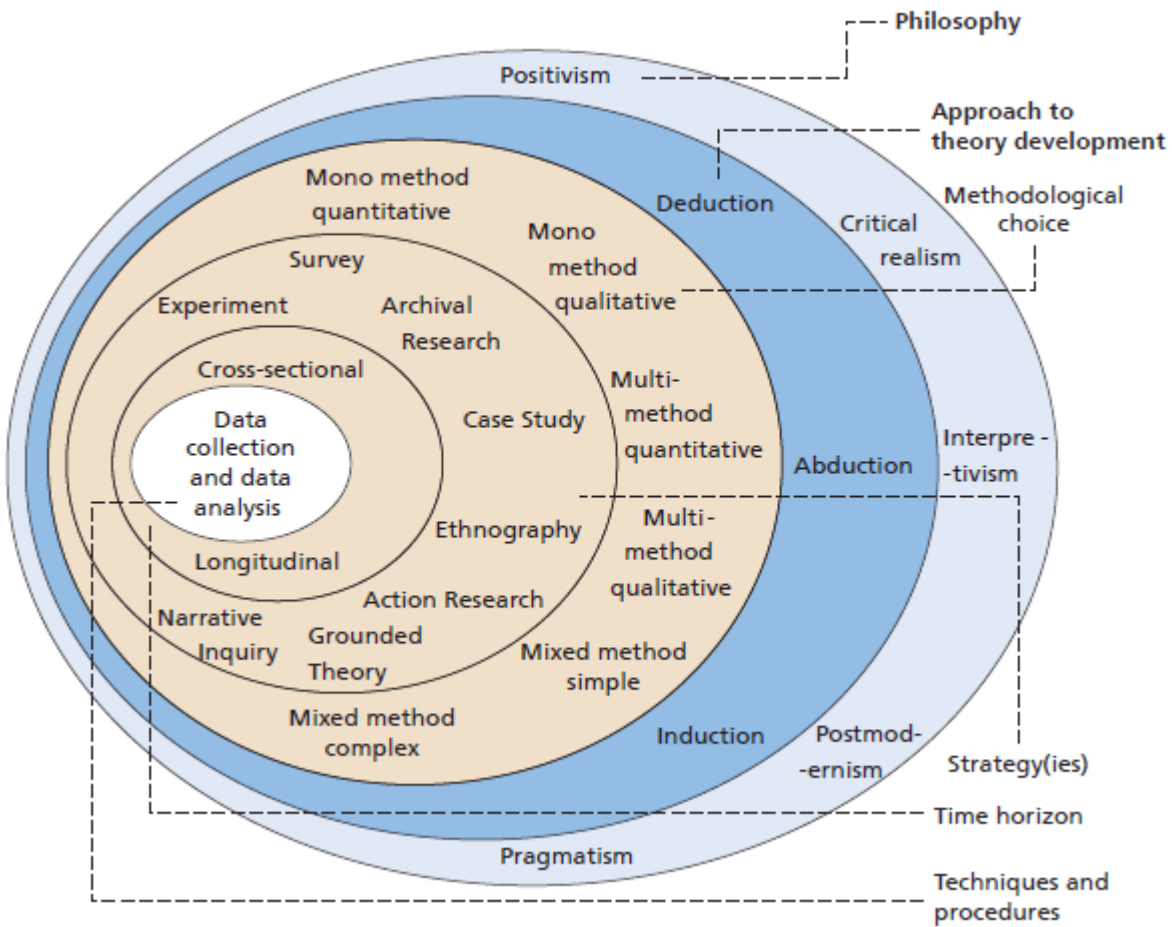 Philosophy
Positivism
Approach to
theory development
Mono method
quantitative
Deduction
Methodological
choice
Critical
realism
Mono
method
qualitative
Survey
Experiment
Archival
Research
Cross-sectional
Multi-
method
quantitative
Data
collection
and data
analysis
Case Study
Abduction
Interpre -
-tivism
Ethnography
Multi-
method
qualitative
Longitudinal
Action Research
Narrative
Inquiry
Grounded
Theory
Mixed method
simple
Mixed method
complex
Induction
Postmod-
-ernism
Strategy(ies)
Time horizon
Pragmatism
Techniques and
procedures